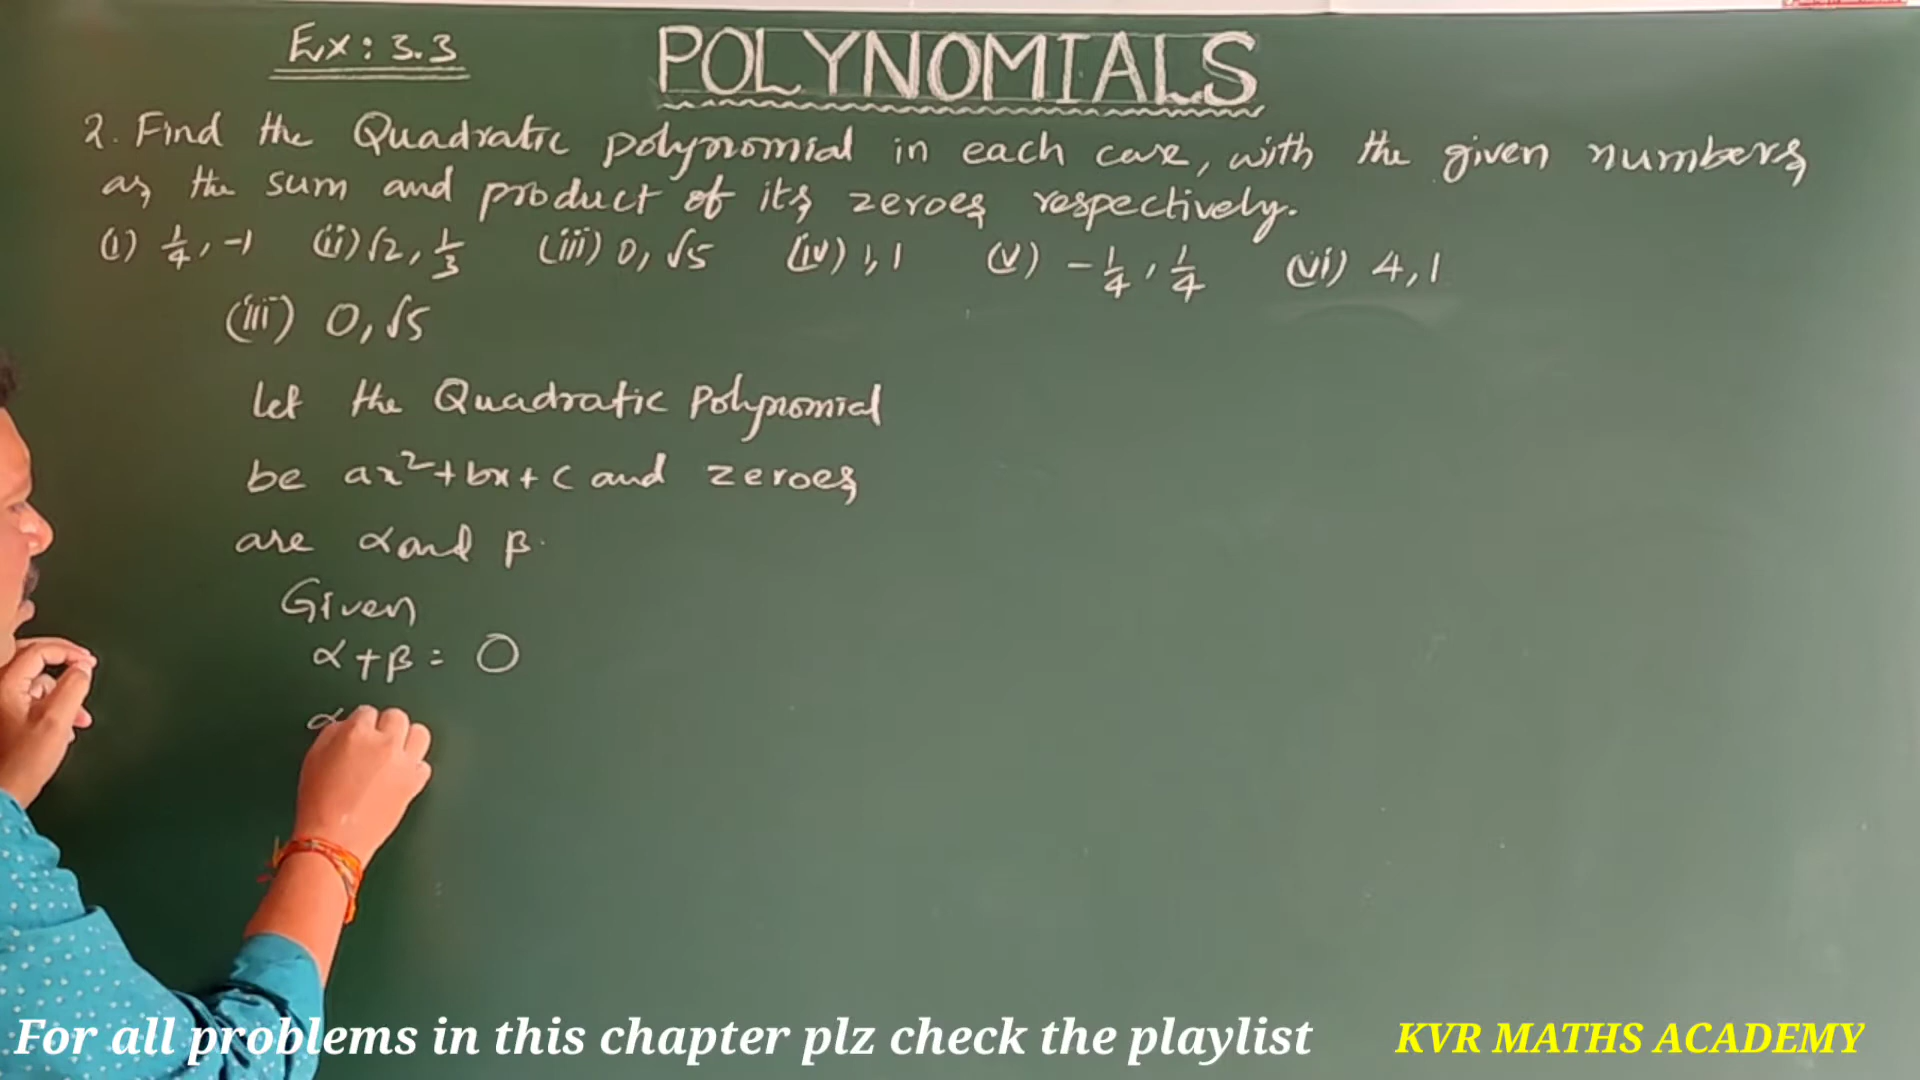 Ex: 3.3
POLYNOMIALS
2. Find the Quadratic polynomial in each case, with the given numbers
as the sum and product of its zeroes respectively.
(i) 1/4, -1 (ii) √2, 1/3 (iii) 0, √5 (iv) 1, 1 (v) -1/4, 1/4 (vi) 4, 1
(iii) 0, √5
Let the Quadratic Polynomial
be ax²+bx+c and zeroes
are α and β.
Given
α+β = 0
α
For all problems in this chapter plz check the playlist
KVR MATHS ACADEMY